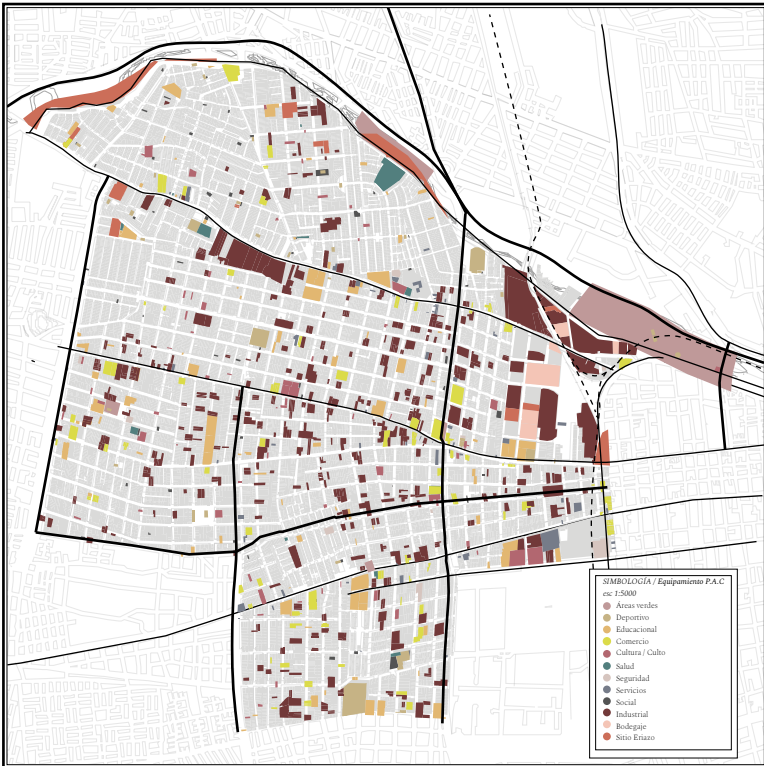 SIMBOLOGÍA / Equipamiento P.A.C
esc 1:5000
Áreas verdes
Deportivo
Educacional
Comercio
Cultura / Culto
Salud
Seguridad
Servicios
Social
Industrial
Bodegaje
Sitio Eriazo